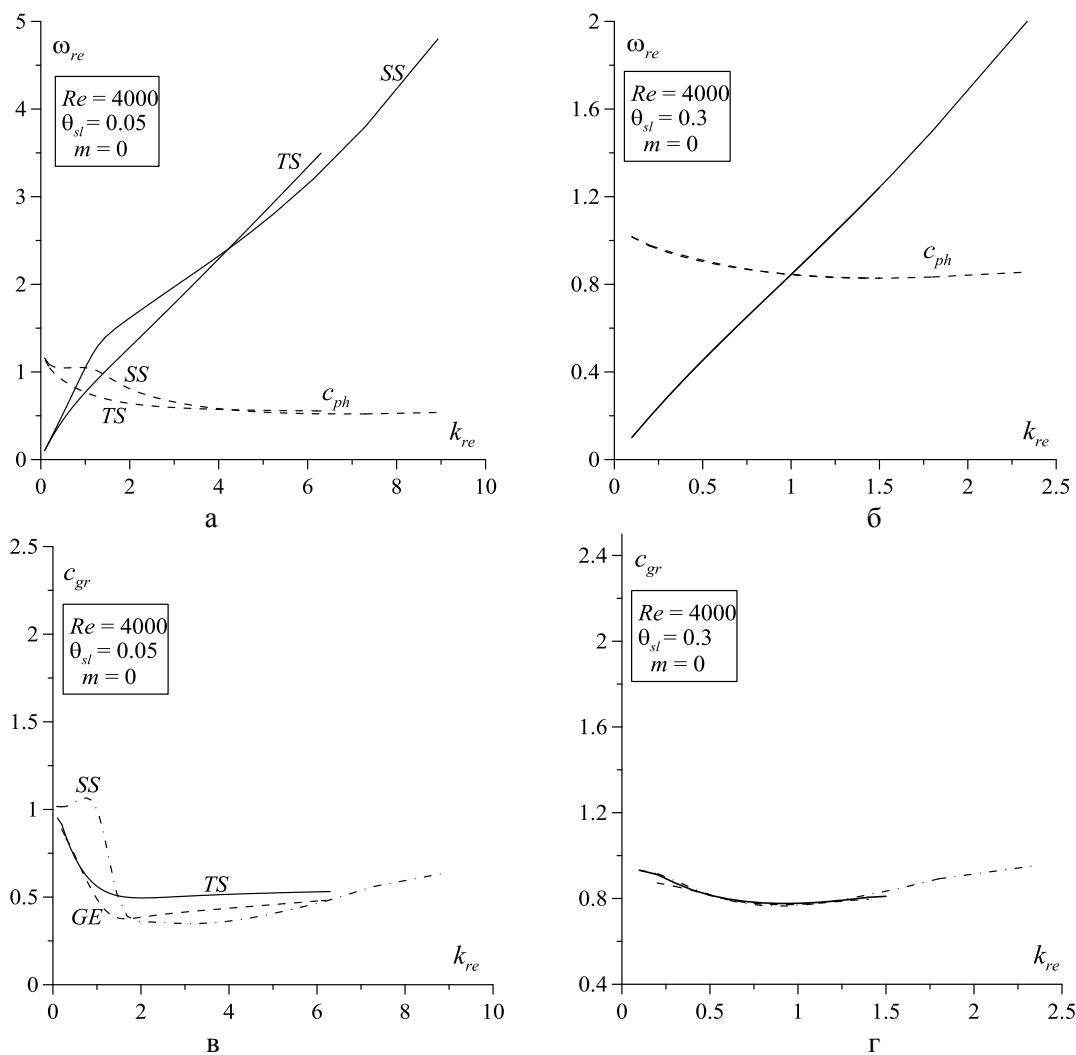 5
4
3
2
1
0
0
2
4
6
8
10
ω_re
Re = 4000
θ_sl = 0.05
m = 0
SS
TS
SS
TS
c_ph
k_re
а
2
1.6
1.2
0.8
0.4
0
0
0.5
1
1.5
2
2.5
ω_re
Re = 4000
θ_sl = 0.3
m = 0
c_ph
k_re
б
2.5
2
1.5
1
0.5
0
0
2
4
6
8
10
c_gr
Re = 4000
θ_sl = 0.05
m = 0
SS
TS
GE
k_re
в
2.4
2
1.6
1.2
0.8
0.4
0
0.5
1
1.5
2
2.5
c_gr
Re = 4000
θ_sl = 0.3
m = 0
k_re
г